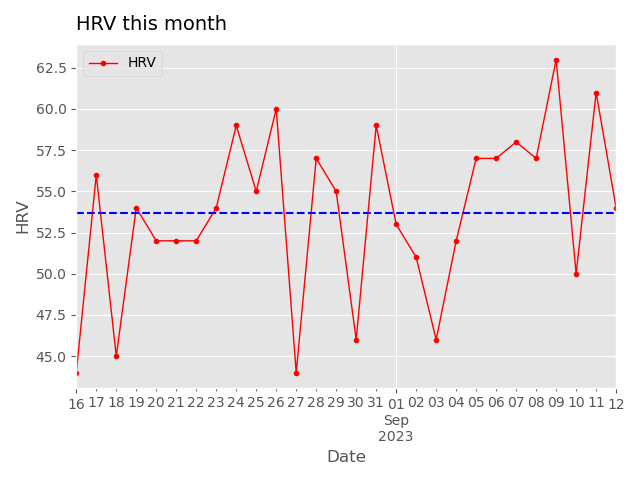 HRV this month
HRV
62.5
60.0
57.5
55.0
52.5
50.0
47.5
45.0
HRV
16 17 18 19 20 21 22 23 24 25 26 27 28 29 30 31 01 02 03 04 05 06 07 08 09 10 11 12
Sep
2023
Date